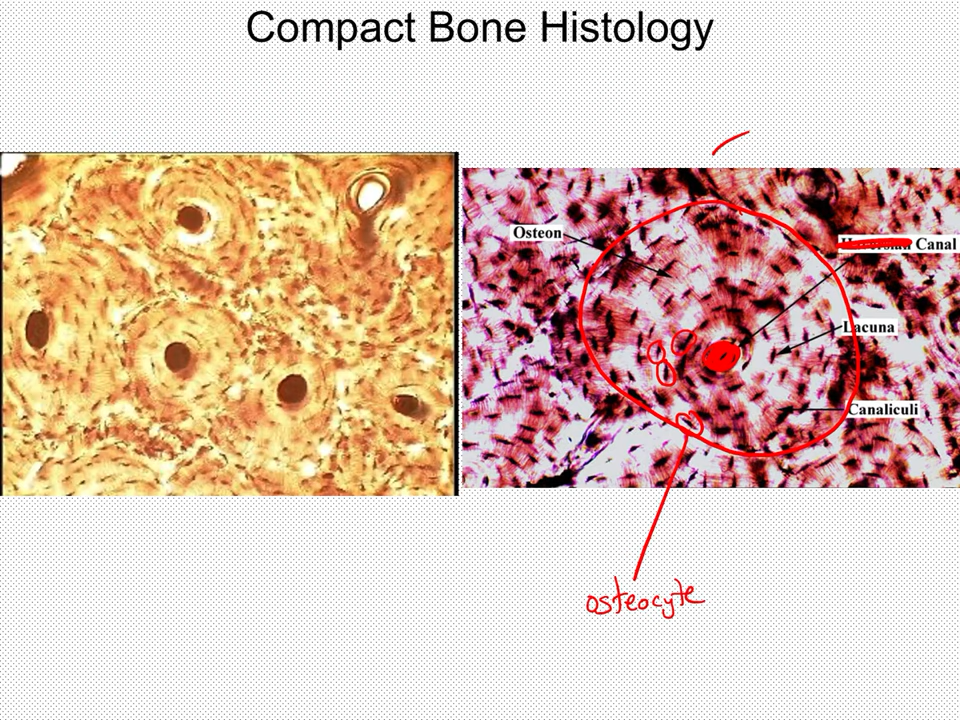 Compact Bone Histology
Osteon
Canal
Lacuna
Canaliculi
osteocyte